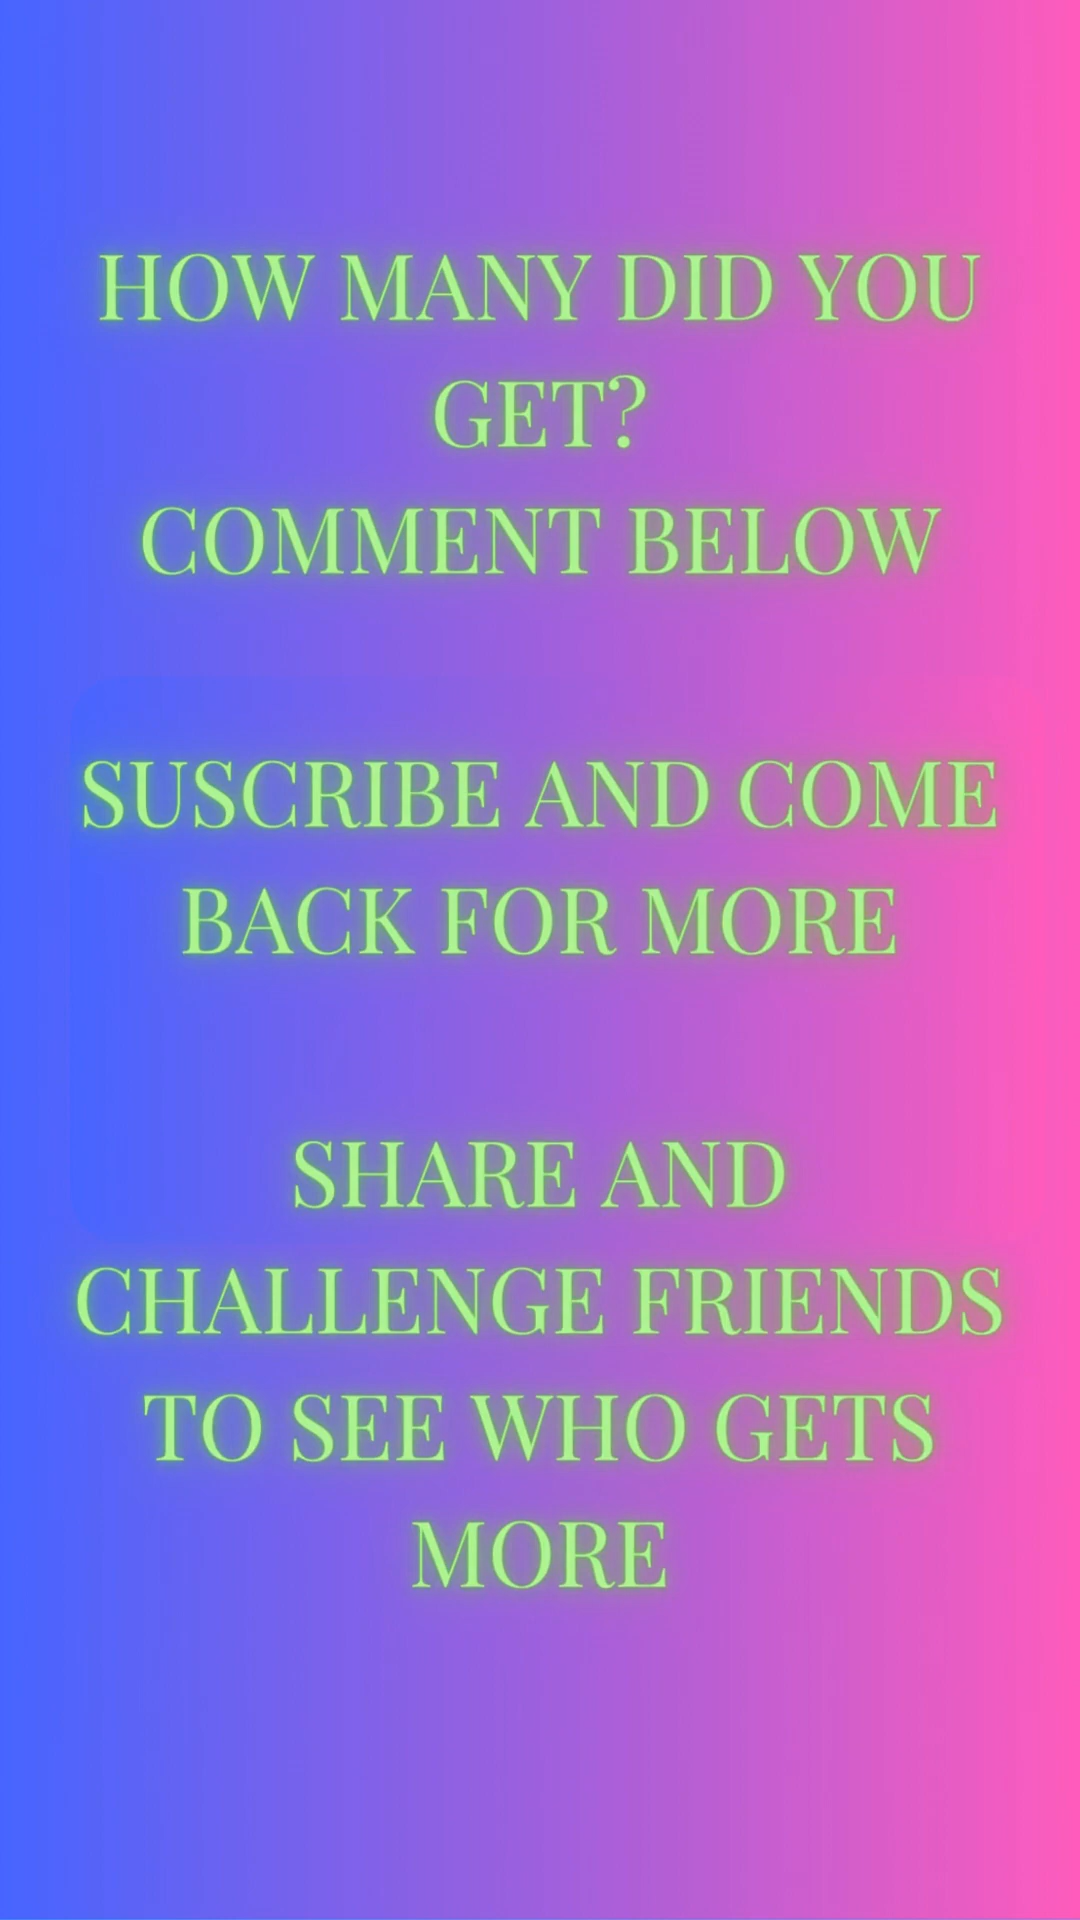 HOW MANY DID YOU
GET?
COMMENT BELOW
SUSCRIBE AND COME
BACK FOR MORE
SHARE AND
CHALLENGE FRIENDS
TO SEE WHO GETS
MORE